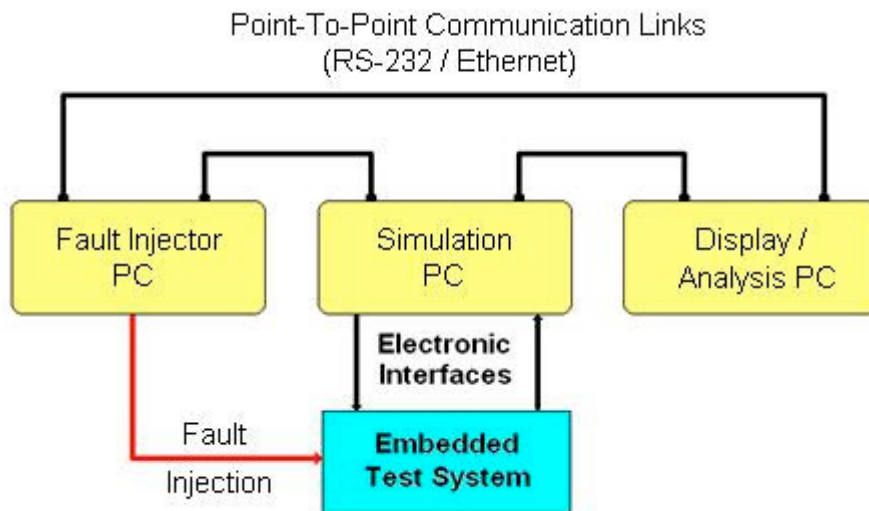 Point-To-Point Communication Links
(RS-232 / Ethernet)
Fault Injector
PC
Simulation
PC
Display /
Analysis PC
Electronic
Interfaces
Fault
Injection
Embedded
Test System